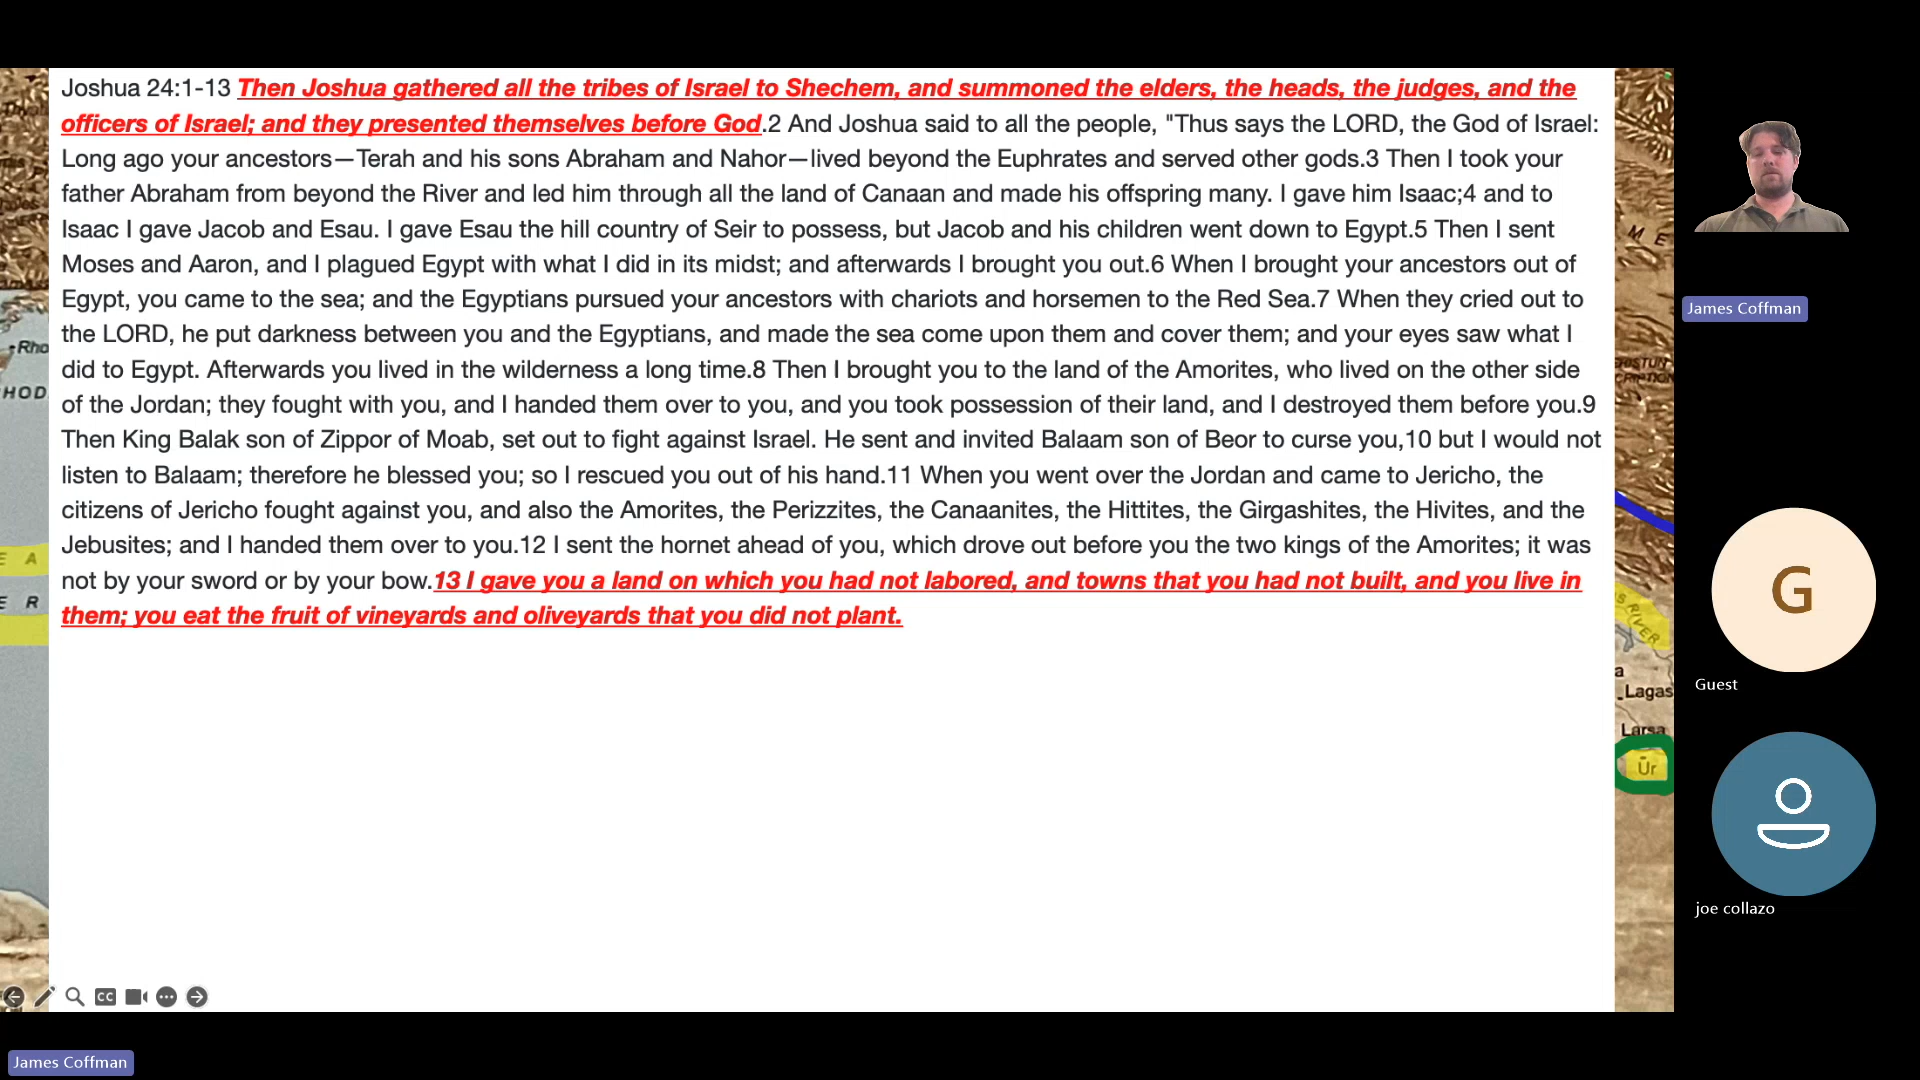 Joshua 24:1-13 Then Joshua gathered all the tribes of Israel to Shechem, and summoned the elders, the heads, the judges, and the
officers of Israel; and they presented themselves before God.2 And Joshua said to all the people, "Thus says the LORD, the God of Israel:
Long ago your ancestors—Terah and his sons Abraham and Nahor—lived beyond the Euphrates and served other gods.3 Then I took your
father Abraham from beyond the River and led him through all the land of Canaan and made his offspring many. I gave him Isaac;4 and to
Isaac I gave Jacob and Esau. I gave Esau the hill country of Seir to possess, but Jacob and his children went down to Egypt.5 Then I sent
Moses and Aaron, and I plagued Egypt with what I did in its midst; and afterwards I brought you out.6 When I brought your ancestors out of
Egypt, you came to the sea; and the Egyptians pursued your ancestors with chariots and horsemen to the Red Sea.7 When they cried out to
the LORD, he put darkness between you and the Egyptians, and made the sea come upon them and cover them; and your eyes saw what I
did to Egypt. Afterwards you lived in the wilderness a long time.8 Then I brought you to the land of the Amorites, who lived on the other side
of the Jordan; they fought with you, and I handed them over to you, and you took possession of their land, and I destroyed them before you.9
Then King Balak son of Zippor of Moab, set out to fight against Israel. He sent and invited Balaam son of Beor to curse you,10 but I would not
listen to Balaam; therefore he blessed you; so I rescued you out of his hand.11 When you went over the Jordan and came to Jericho, the
citizens of Jericho fought against you, and also the Amorites, the Perizzites, the Canaanites, the Hittites, the Girgashites, the Hivites, and the
Jebusites; and I handed them over to you.12 I sent the hornet ahead of you, which drove out before you the two kings of the Amorites; it was
not by your sword or by your bow.13 I gave you a land on which you had not labored, and towns that you had not built, and you live in
them; you eat the fruit of vineyards and oliveyards that you did not plant.
Rho
HOD
E A
E R
M E
RIVER
Lagas
Larsa
Ur
CC
James Coffman
G
Guest
joe collazo
James Coffman